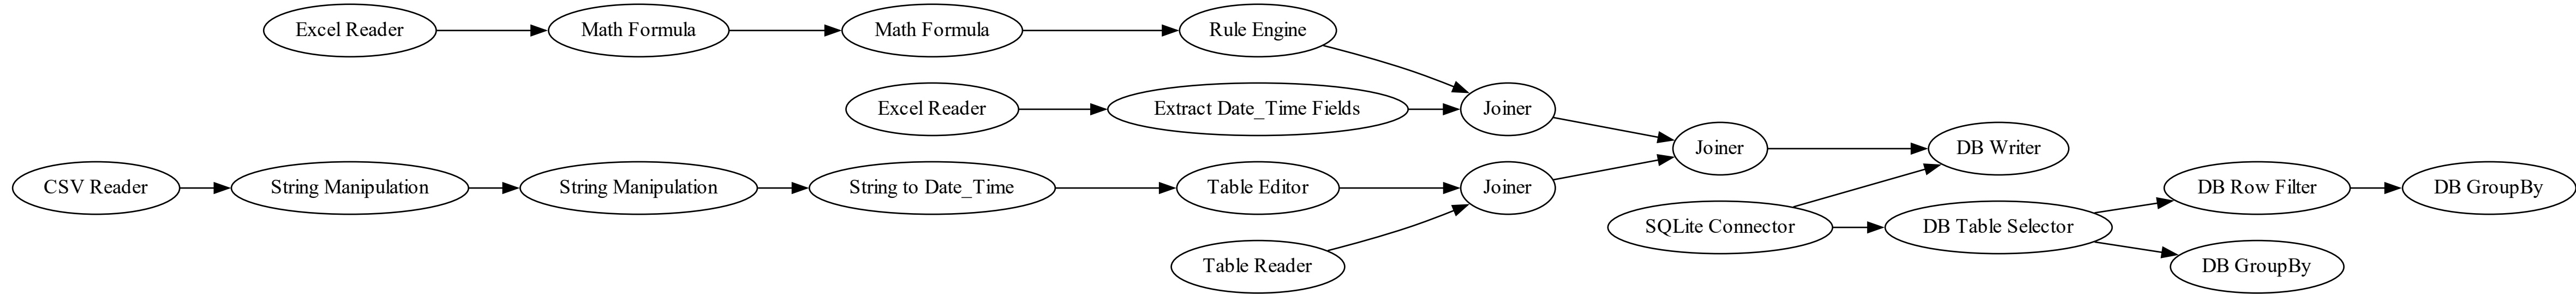 Excel Reader
Math Formula
Math Formula
Rule Engine
Excel Reader
Extract Date_Time Fields
Joiner
Joiner
DB Writer
CSV Reader
String Manipulation
String Manipulation
String to Date_Time
Table Editor
Joiner
DB Row Filter
DB GroupBy
SQLite Connector
DB Table Selector
Table Reader
DB GroupBy